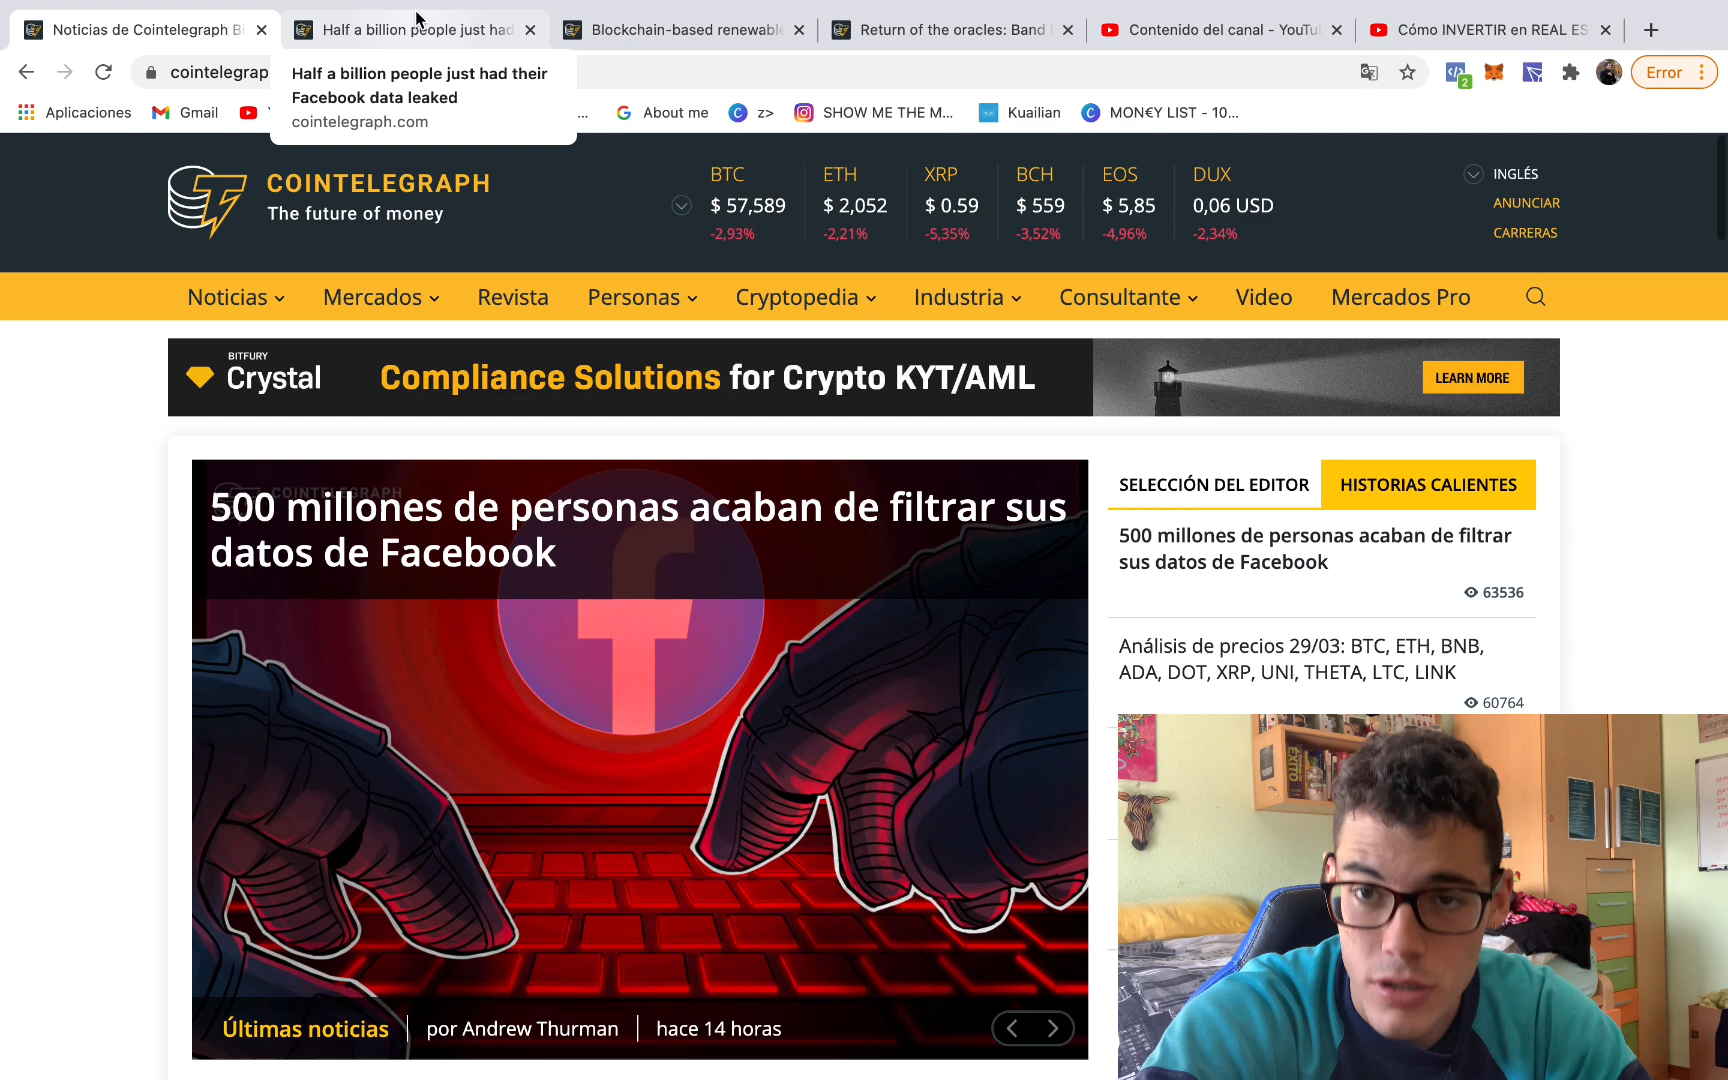 Noticias de Cointelegraph Bi
Half a billion people just had
Blockchain-based renewable
Return of the oracles: Band
Contenido del canal - YouTu
Cómo INVERTIR en REAL ES
cointelegrap
Error
2
Half a billion people just had their
Facebook data leaked
cointelegraph.com
Aplicaciones
Gmail
...
About me
z>
SHOW ME THE M...
Kuailian
MON€Y LIST - 10...
COINTELEGRAPH
The future of money
BTC
$ 57,589
-2,93%
ETH
$ 2,052
-2,21%
XRP
$ 0.59
-5,35%
BCH
$ 559
-3,52%
EOS
$ 5,85
-4,96%
DUX
0,06 USD
-2,34%
INGLÉS
ANUNCIAR
CARRERAS
Noticias
Mercados
Revista
Personas
Cryptopedia
Industria
Consultante
Video
Mercados Pro
BITFURY
Crystal
Compliance Solutions for Crypto KYT/AML
LEARN MORE
COINTELEGRAPH
500 millones de personas acaban de filtrar sus
datos de Facebook
Últimas noticias
por Andrew Thurman
hace 14 horas
SELECCIÓN DEL EDITOR
HISTORIAS CALIENTES
500 millones de personas acaban de filtrar
sus datos de Facebook
63536
Análisis de precios 29/03: BTC, ETH, BNB,
ADA, DOT, XRP, UNI, THETA, LTC, LINK
60764
ÉXITO